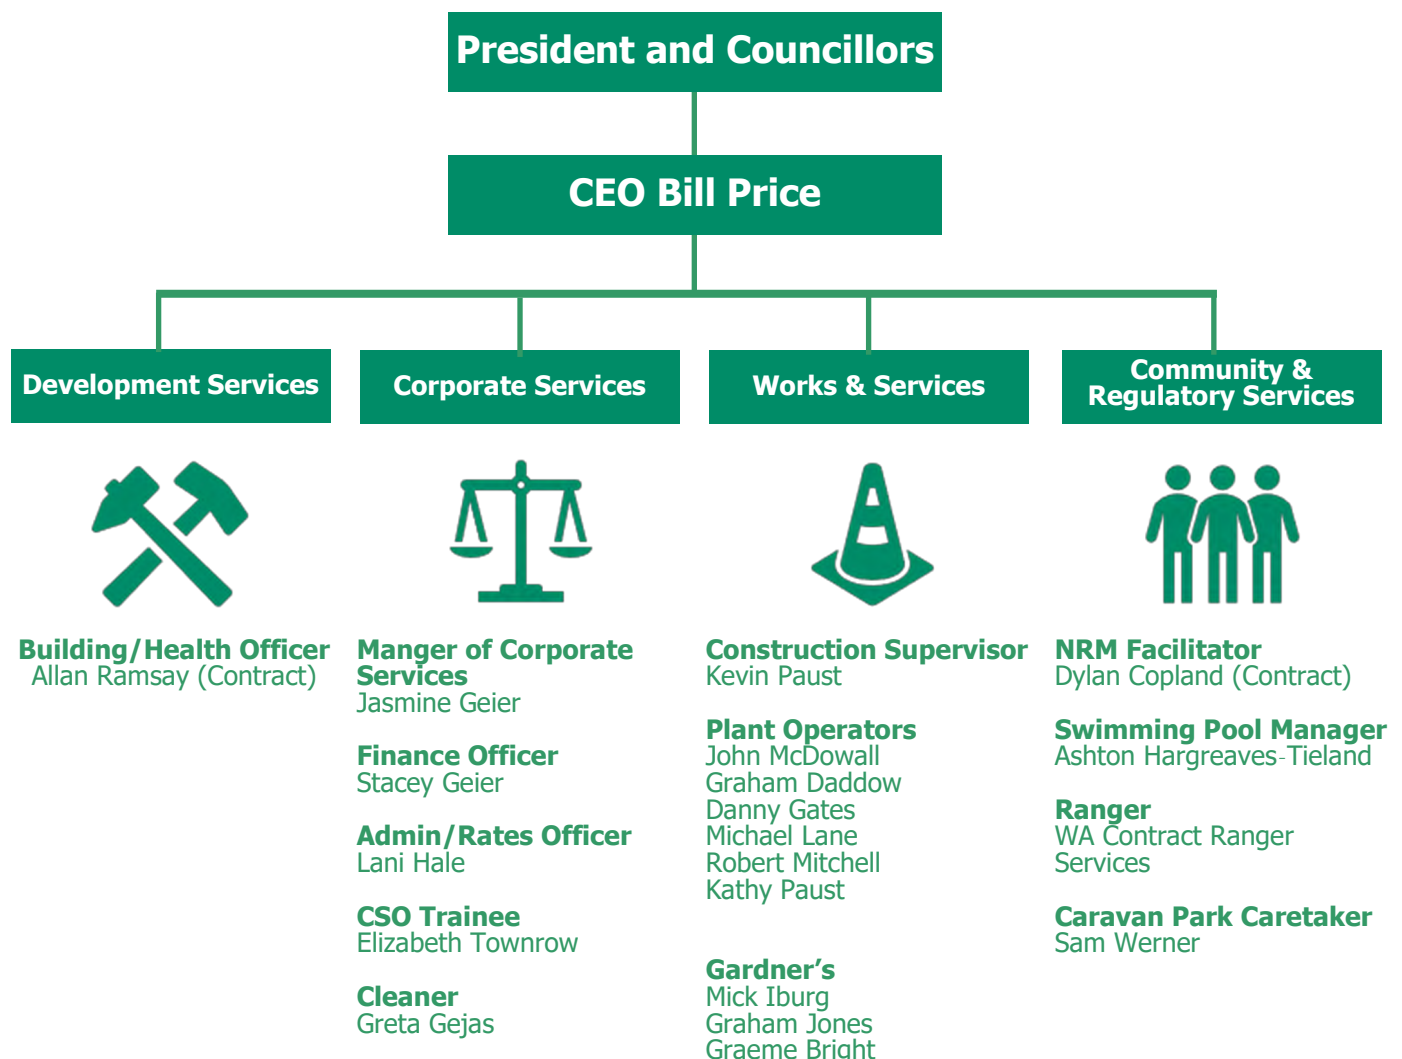 President and Councillors
CEO Bill Price
Development Services
Corporate Services
Works & Services
Community &
Regulatory Services
Building/Health Officer
Allan Ramsay (Contract)
Manger of Corporate
Services
Jasmine Geier
Finance Officer
Stacey Geier
Admin/Rates Officer
Lani Hale
CSO Trainee
Elizabeth Townrow
Cleaner
Greta Gejas
Construction Supervisor
Kevin Paust
Plant Operators
John McDowall
Graham Daddow
Danny Gates
Michael Lane
Robert Mitchell
Kathy Paust
Gardner’s
Mick Iburg
Graham Jones
Graeme Bright
NRM Facilitator
Dylan Copland (Contract)
Swimming Pool Manager
Ashton Hargreaves-Tieland
Ranger
WA Contract Ranger
Services
Caravan Park Caretaker
Sam Werner